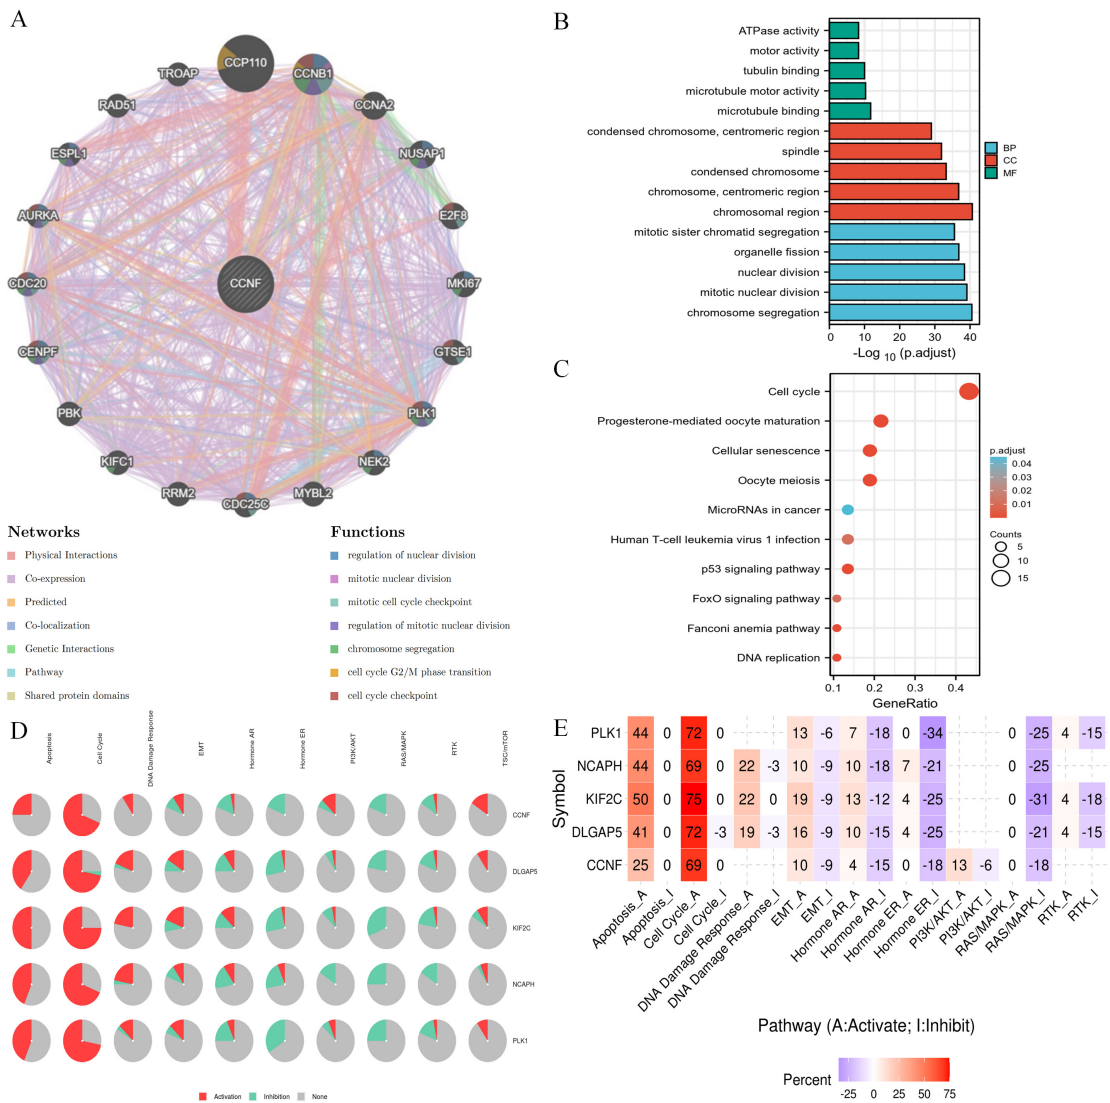 A
CCP110
CCNB1
TROAP
CCNA2
RAD51
NUSAP1
ESPL1
E2F8
AURKA
CCNF
CDC20
MKI67
CENPF
GTSE1
PBK
PLK1
KIFC1
NEK2
RRM2
MYBL2
CDC25C
Networks
Physical Interactions
Co-expression
Predicted
Co-localization
Genetic Interactions
Pathway
Shared protein domains
Functions
regulation of nuclear division
mitotic nuclear division
mitotic cell cycle checkpoint
regulation of mitotic nuclear division
chromosome segregation
cell cycle G2/M phase transition
cell cycle checkpoint
B
ATPase activity
motor activity
tubulin binding
microtubule motor activity
microtubule binding
condensed chromosome, centromeric region
spindle
condensed chromosome
chromosome, centromeric region
chromosomal region
mitotic sister chromatid segregation
organelle fission
nuclear division
mitotic nuclear division
chromosome segregation
0 10 20 30 40
-Log 10 (p.adjust)
BP
CC
MF
C
Cell cycle
Progesterone-mediated oocyte maturation
Cellular senescence
Oocyte meiosis
MicroRNAs in cancer
Human T-cell leukemia virus 1 infection
p53 signaling pathway
FoxO signaling pathway
Fanconi anemia pathway
DNA replication
0.1 0.2 0.3 0.4
GeneRatio
p.adjust
0.04
0.03
0.02
0.01
Counts
5
10
15
D
Apoptosis
Cell Cycle
DNA Damage Response
EMT
Hormone AR
Hormone ER
PI3K/AKT
RAS/MAPK
RTK
TSC/mTOR
CCNF
DLGAP5
KIF2C
NCAPH
PLK1
Activation Inhibition None
E
Symbol
PLK1 44 0 72 0 13 -6 7 -18 0 -34 0 -25 4 -15
NCAPH 44 0 69 0 22 -3 10 -9 10 -18 7 -21 0 -25
KIF2C 50 0 75 0 22 0 19 -9 13 -12 4 -25 0 -31 4 -18
DLGAP5 41 0 72 -3 19 -3 16 -9 10 -15 4 -25 0 -21 4 -15
CCNF 25 0 69 0 10 -9 4 -15 0 -18 13 -6 0 -18
Apoptosis_A
Apoptosis_I
Cell Cycle_A
Cell Cycle_I
DNA Damage Response_A
DNA Damage Response_I
EMT_A
EMT_I
Hormone AR_A
Hormone AR_I
Hormone ER_A
Hormone ER_I
PI3K/AKT_A
PI3K/AKT_I
RAS/MAPK_A
RAS/MAPK_I
RTK_A
RTK_I
Pathway (A:Activate; I:Inhibit)
Percent
-25 0 25 50 75